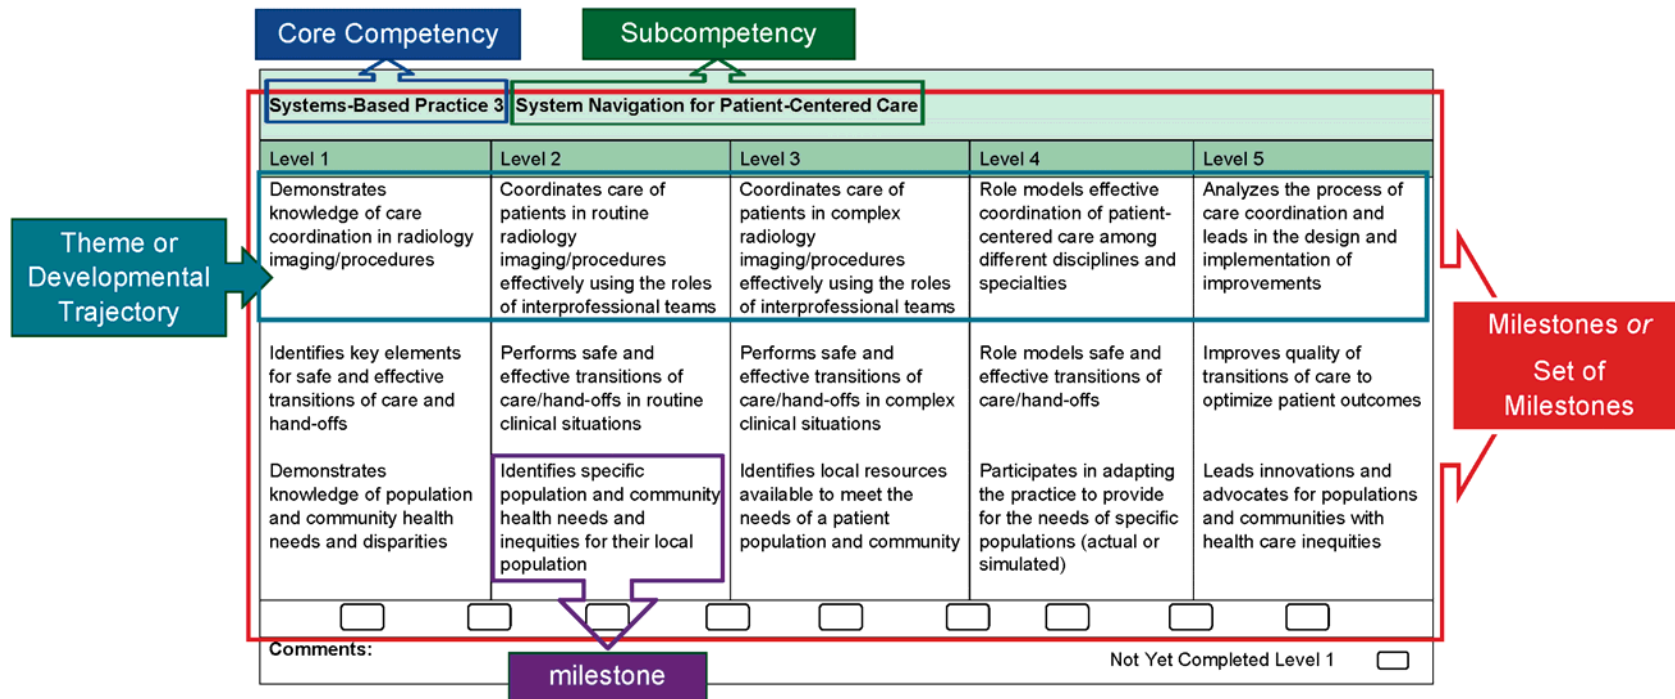 Core Competency
Subcompetency
Systems-Based Practice 3
System Navigation for Patient-Centered Care
Level 1
Level 2
Level 3
Level 4
Level 5
Theme or
Developmental
Trajectory
Demonstrates
knowledge of care
coordination in radiology
imaging/procedures
Coordinates care of
patients in routine
radiology
imaging/procedures
effectively using the roles
of interprofessional teams
Coordinates care of
patients in complex
radiology
imaging/procedures
effectively using the roles
of interprofessional teams
Role models effective
coordination of patient-
centered care among
different disciplines and
specialties
Analyzes the process of
care coordination and
leads in the design and
implementation of
improvements
Milestones or
Set of
Milestones
Identifies key elements
for safe and effective
transitions of care and
hand-offs
Performs safe and
effective transitions of
care/hand-offs in routine
clinical situations
Performs safe and
effective transitions of
care/hand-offs in complex
clinical situations
Role models safe and
effective transitions of
care/hand-offs
Improves quality of
transitions of care to
optimize patient outcomes
Demonstrates
knowledge of population
and community health
needs and disparities
Identifies specific
population and community
health needs and
inequities for their local
population
Identifies local resources
available to meet the
needs of a patient
population and community
Participates in adapting
the practice to provide
for the needs of specific
populations (actual or
simulated)
Leads innovations and
advocates for populations
and communities with
health care inequities
Comments:
Not Yet Completed Level 1
milestone